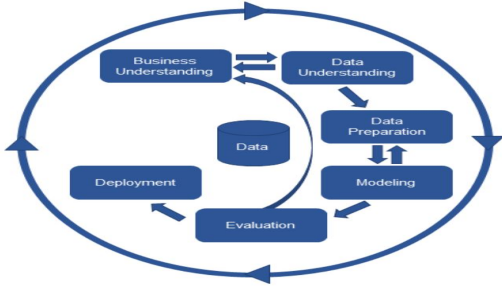 Business
Understanding
Data
Understanding
Data
Preparation
Data
Deployment
Modeling
Evaluation